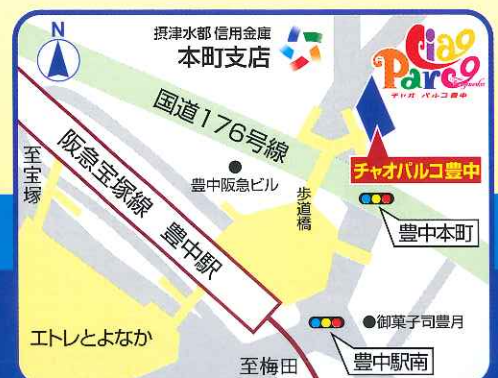 N
摂津水都 信用金庫
本町支店
Ciao
Parco
Toyonaka
チャオ パルコ豊中
国道176号線
チャオパルコ豊中
阪急宝塚線 豊中駅
至宝塚
豊中阪急ビル
歩道橋
豊中本町
エトレとよなか
御菓子司豊月
至梅田
豊中駅南